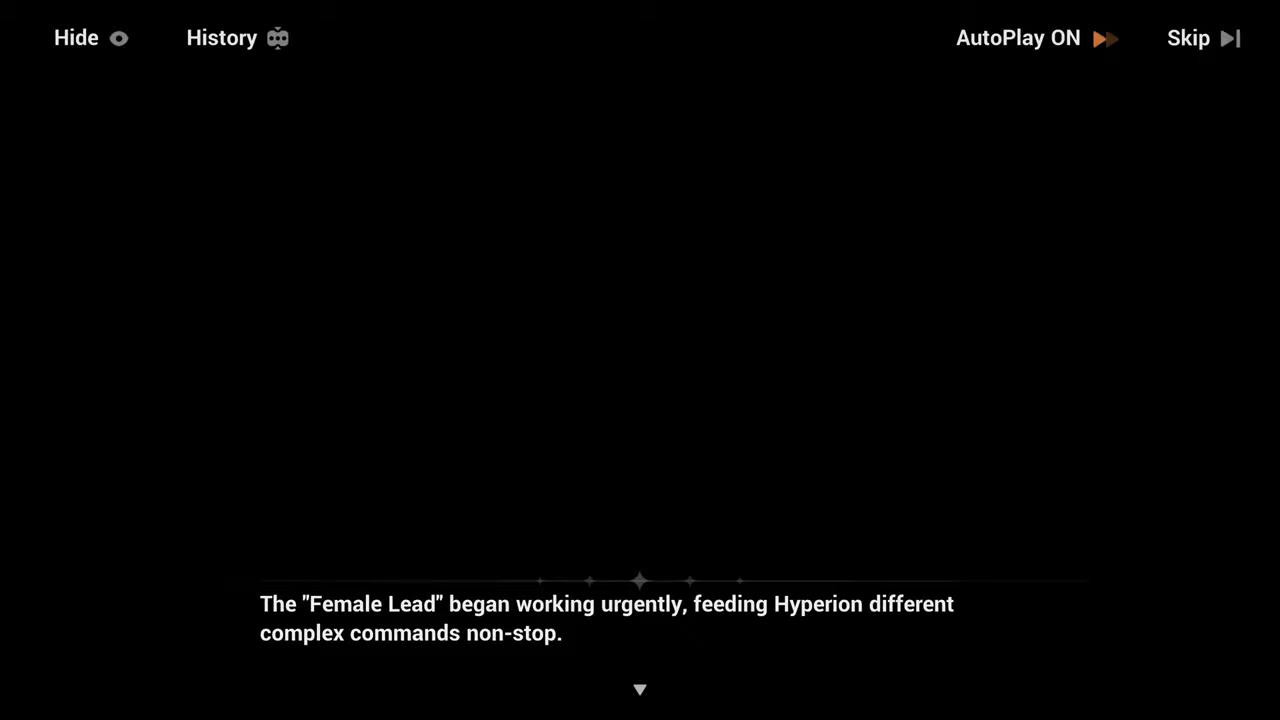 Hide
History
AutoPlay ON
Skip
The "Female Lead" began working urgently, feeding Hyperion different
complex commands non-stop.